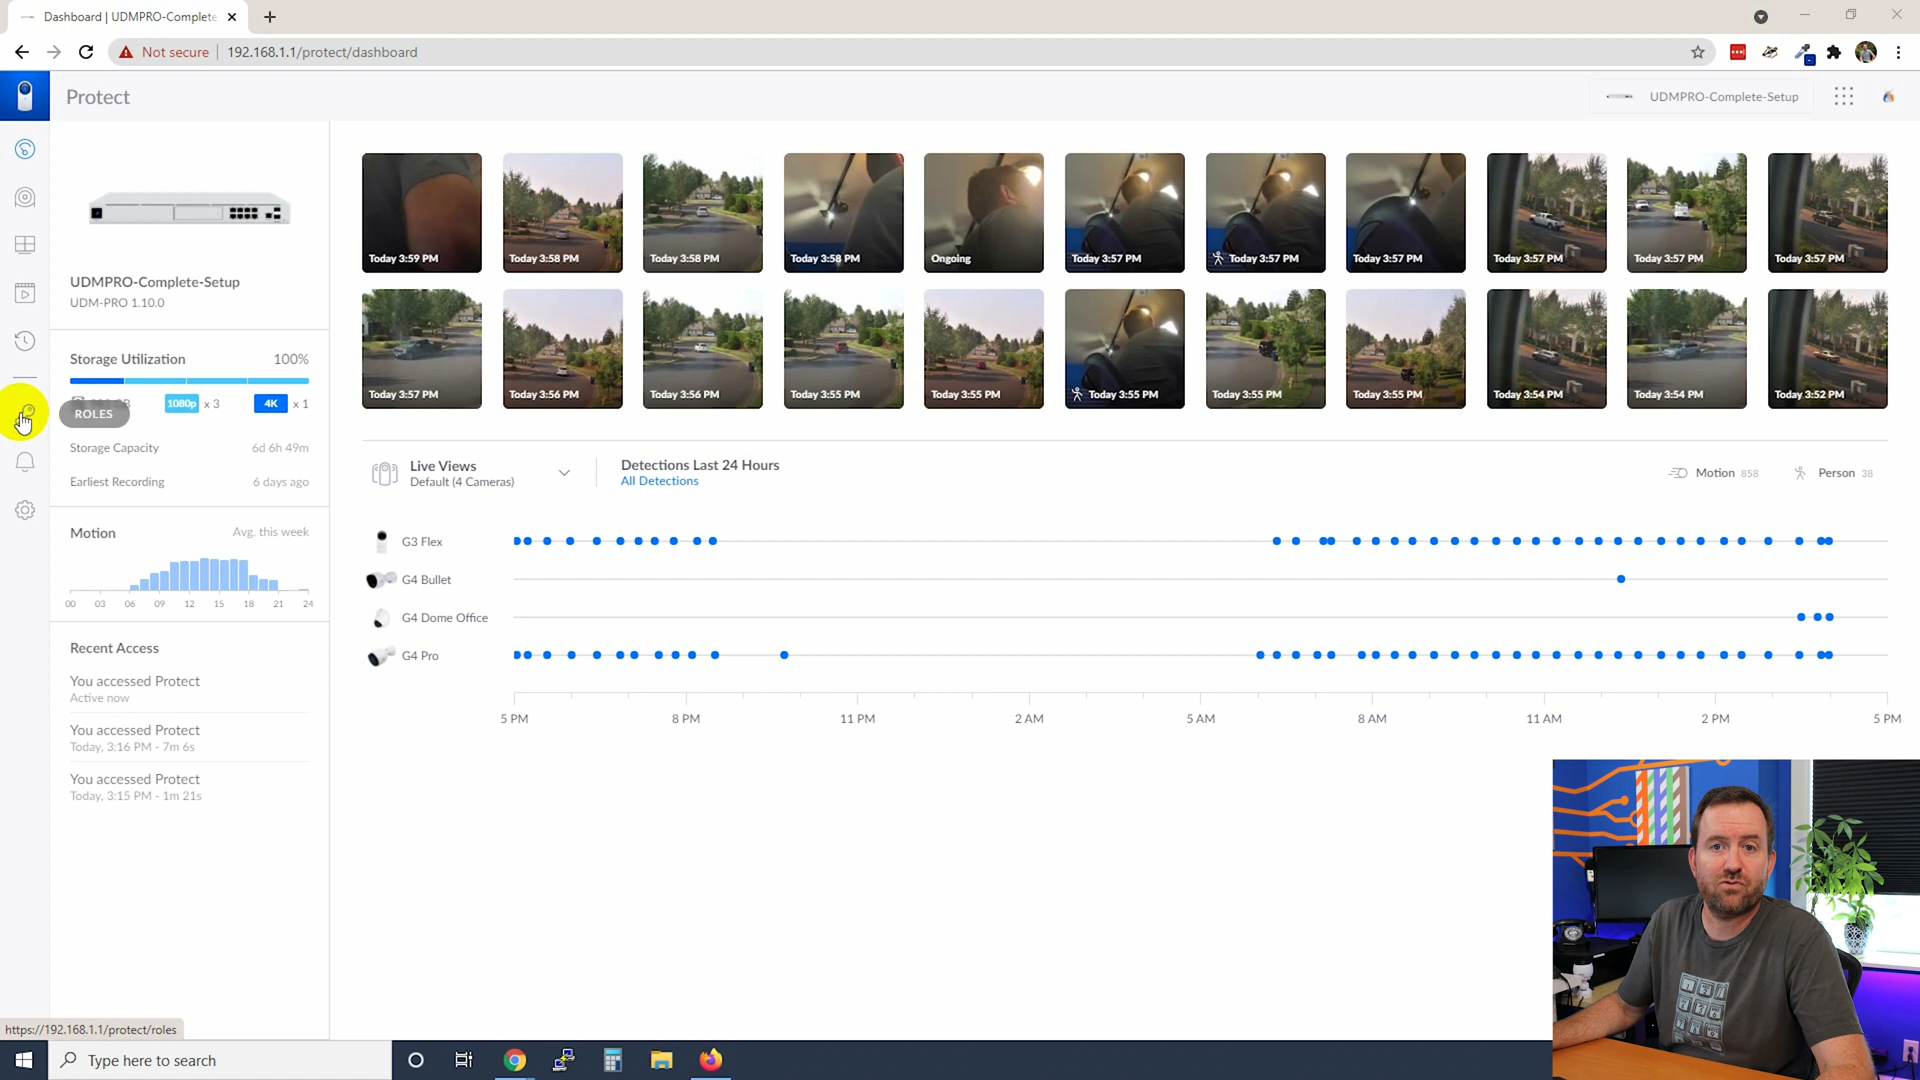 Dashboard | UDMPRO-Complete
Not secure
192.168.1.1/protect/dashboard
Protect
UDMPRO-Complete-Setup
UDMPRO-Complete-Setup
UDM-PRO 1.10.0
Storage Utilization 100%
1080p x 3 4K x 1
ROLES
Storage Capacity 6d 6h 49m
Earliest Recording 6 days ago
Motion Avg. this week
00 03 06 09 12 15 18 21 24
Recent Access
You accessed Protect
Active now
You accessed Protect
Today, 3:16 PM - 7m 6s
You accessed Protect
Today, 3:15 PM - 1m 21s
Today 3:59 PM Today 3:58 PM Today 3:58 PM Today 3:58 PM Ongoing Today 3:57 PM Today 3:57 PM Today 3:57 PM Today 3:57 PM Today 3:57 PM Today 3:57 PM
Today 3:57 PM Today 3:56 PM Today 3:56 PM Today 3:55 PM Today 3:55 PM Today 3:55 PM Today 3:55 PM Today 3:55 PM Today 3:54 PM Today 3:54 PM Today 3:52 PM
Live Views
Default (4 Cameras)
Detections Last 24 Hours
All Detections
Motion 858 Person 38
G3 Flex
G4 Bullet
G4 Dome Office
G4 Pro
5 PM 8 PM 11 PM 2 AM 5 AM 8 AM 11 AM 2 PM 5 PM
https://192.168.1.1/protect/roles
Type here to search